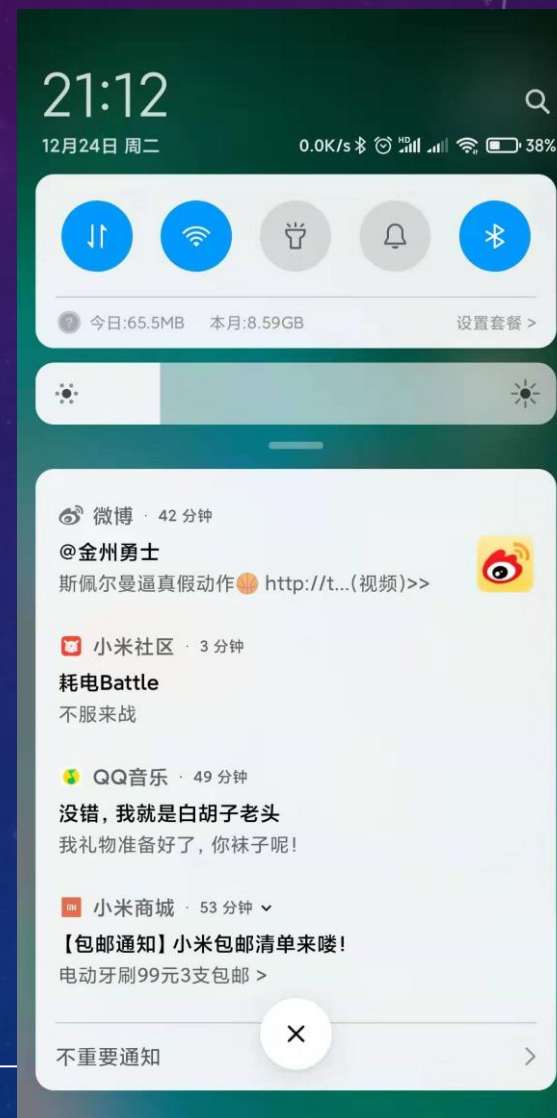 21:12
12月24日 周二
0.0K/s HD 38%
今日:65.5MB 本月:8.59GB 设置套餐 >
微博 · 42 分钟
@金州勇士
斯佩尔曼逼真假动作🏀 http://t...(视频)>>
小米社区 · 3 分钟
耗电Battle
不服来战
QQ音乐 · 49 分钟
没错，我就是白胡子老头
我礼物准备好了，你袜子呢！
小米商城 · 53 分钟
【包邮通知】小米包邮清单来喽！
电动牙刷99元3支包邮 >
不重要通知